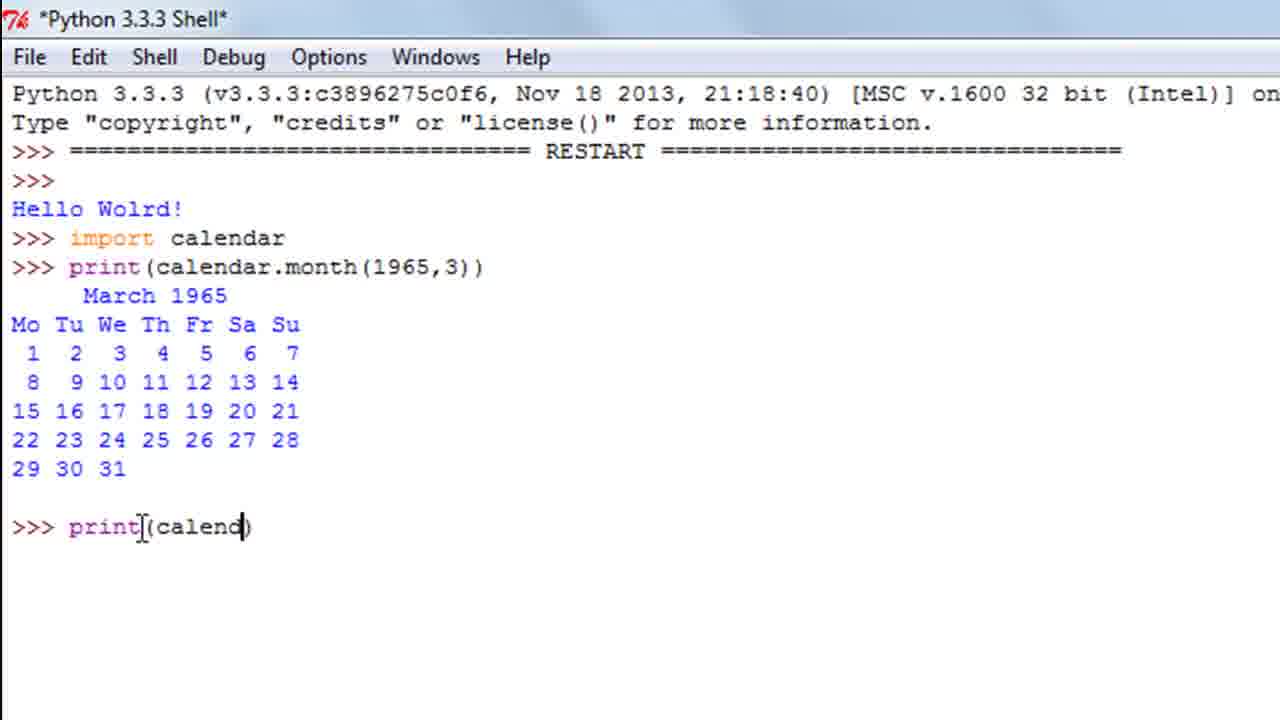 *Python 3.3.3 Shell*
File Edit Shell Debug Options Windows Help
Python 3.3.3 (v3.3.3:c3896275c0f6, Nov 18 2013, 21:18:40) [MSC v.1600 32 bit (Intel)] on
Type "copyright", "credits" or "license()" for more information.
>>> ================================ RESTART ================================
>>>
Hello Wolrd!
>>> import calendar
>>> print(calendar.month(1965,3))
     March 1965
Mo Tu We Th Fr Sa Su
 1  2  3  4  5  6  7
 8  9 10 11 12 13 14
15 16 17 18 19 20 21
22 23 24 25 26 27 28
29 30 31
>>> print(calend)